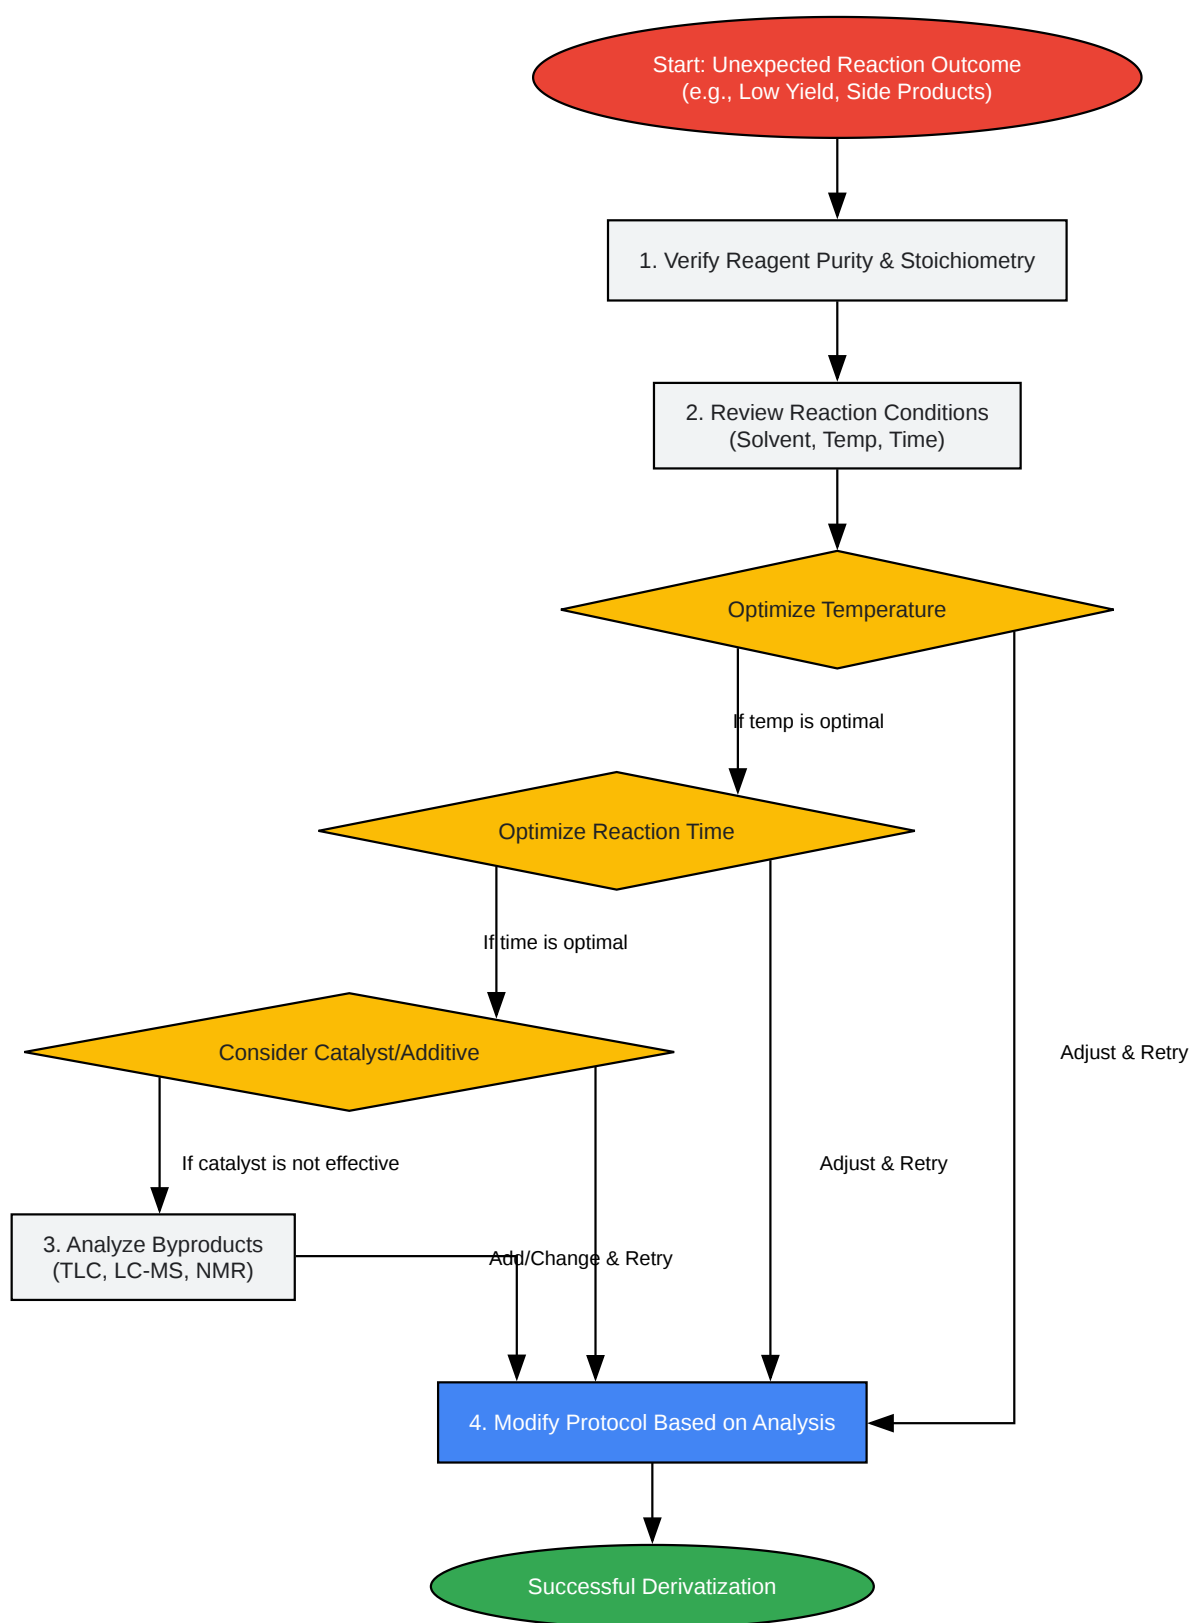 Start: Unexpected Reaction Outcome
(e.g., Low Yield, Side Products)
1. Verify Reagent Purity & Stoichiometry
2. Review Reaction Conditions
(Solvent, Temp, Time)
Optimize Temperature
If temp is optimal
Optimize Reaction Time
If time is optimal
Consider Catalyst/Additive
Adjust & Retry
If catalyst is not effective
Adjust & Retry
3. Analyze Byproducts
(TLC, LC-MS, NMR)
Add/Change & Retry
4. Modify Protocol Based on Analysis
Successful Derivatization